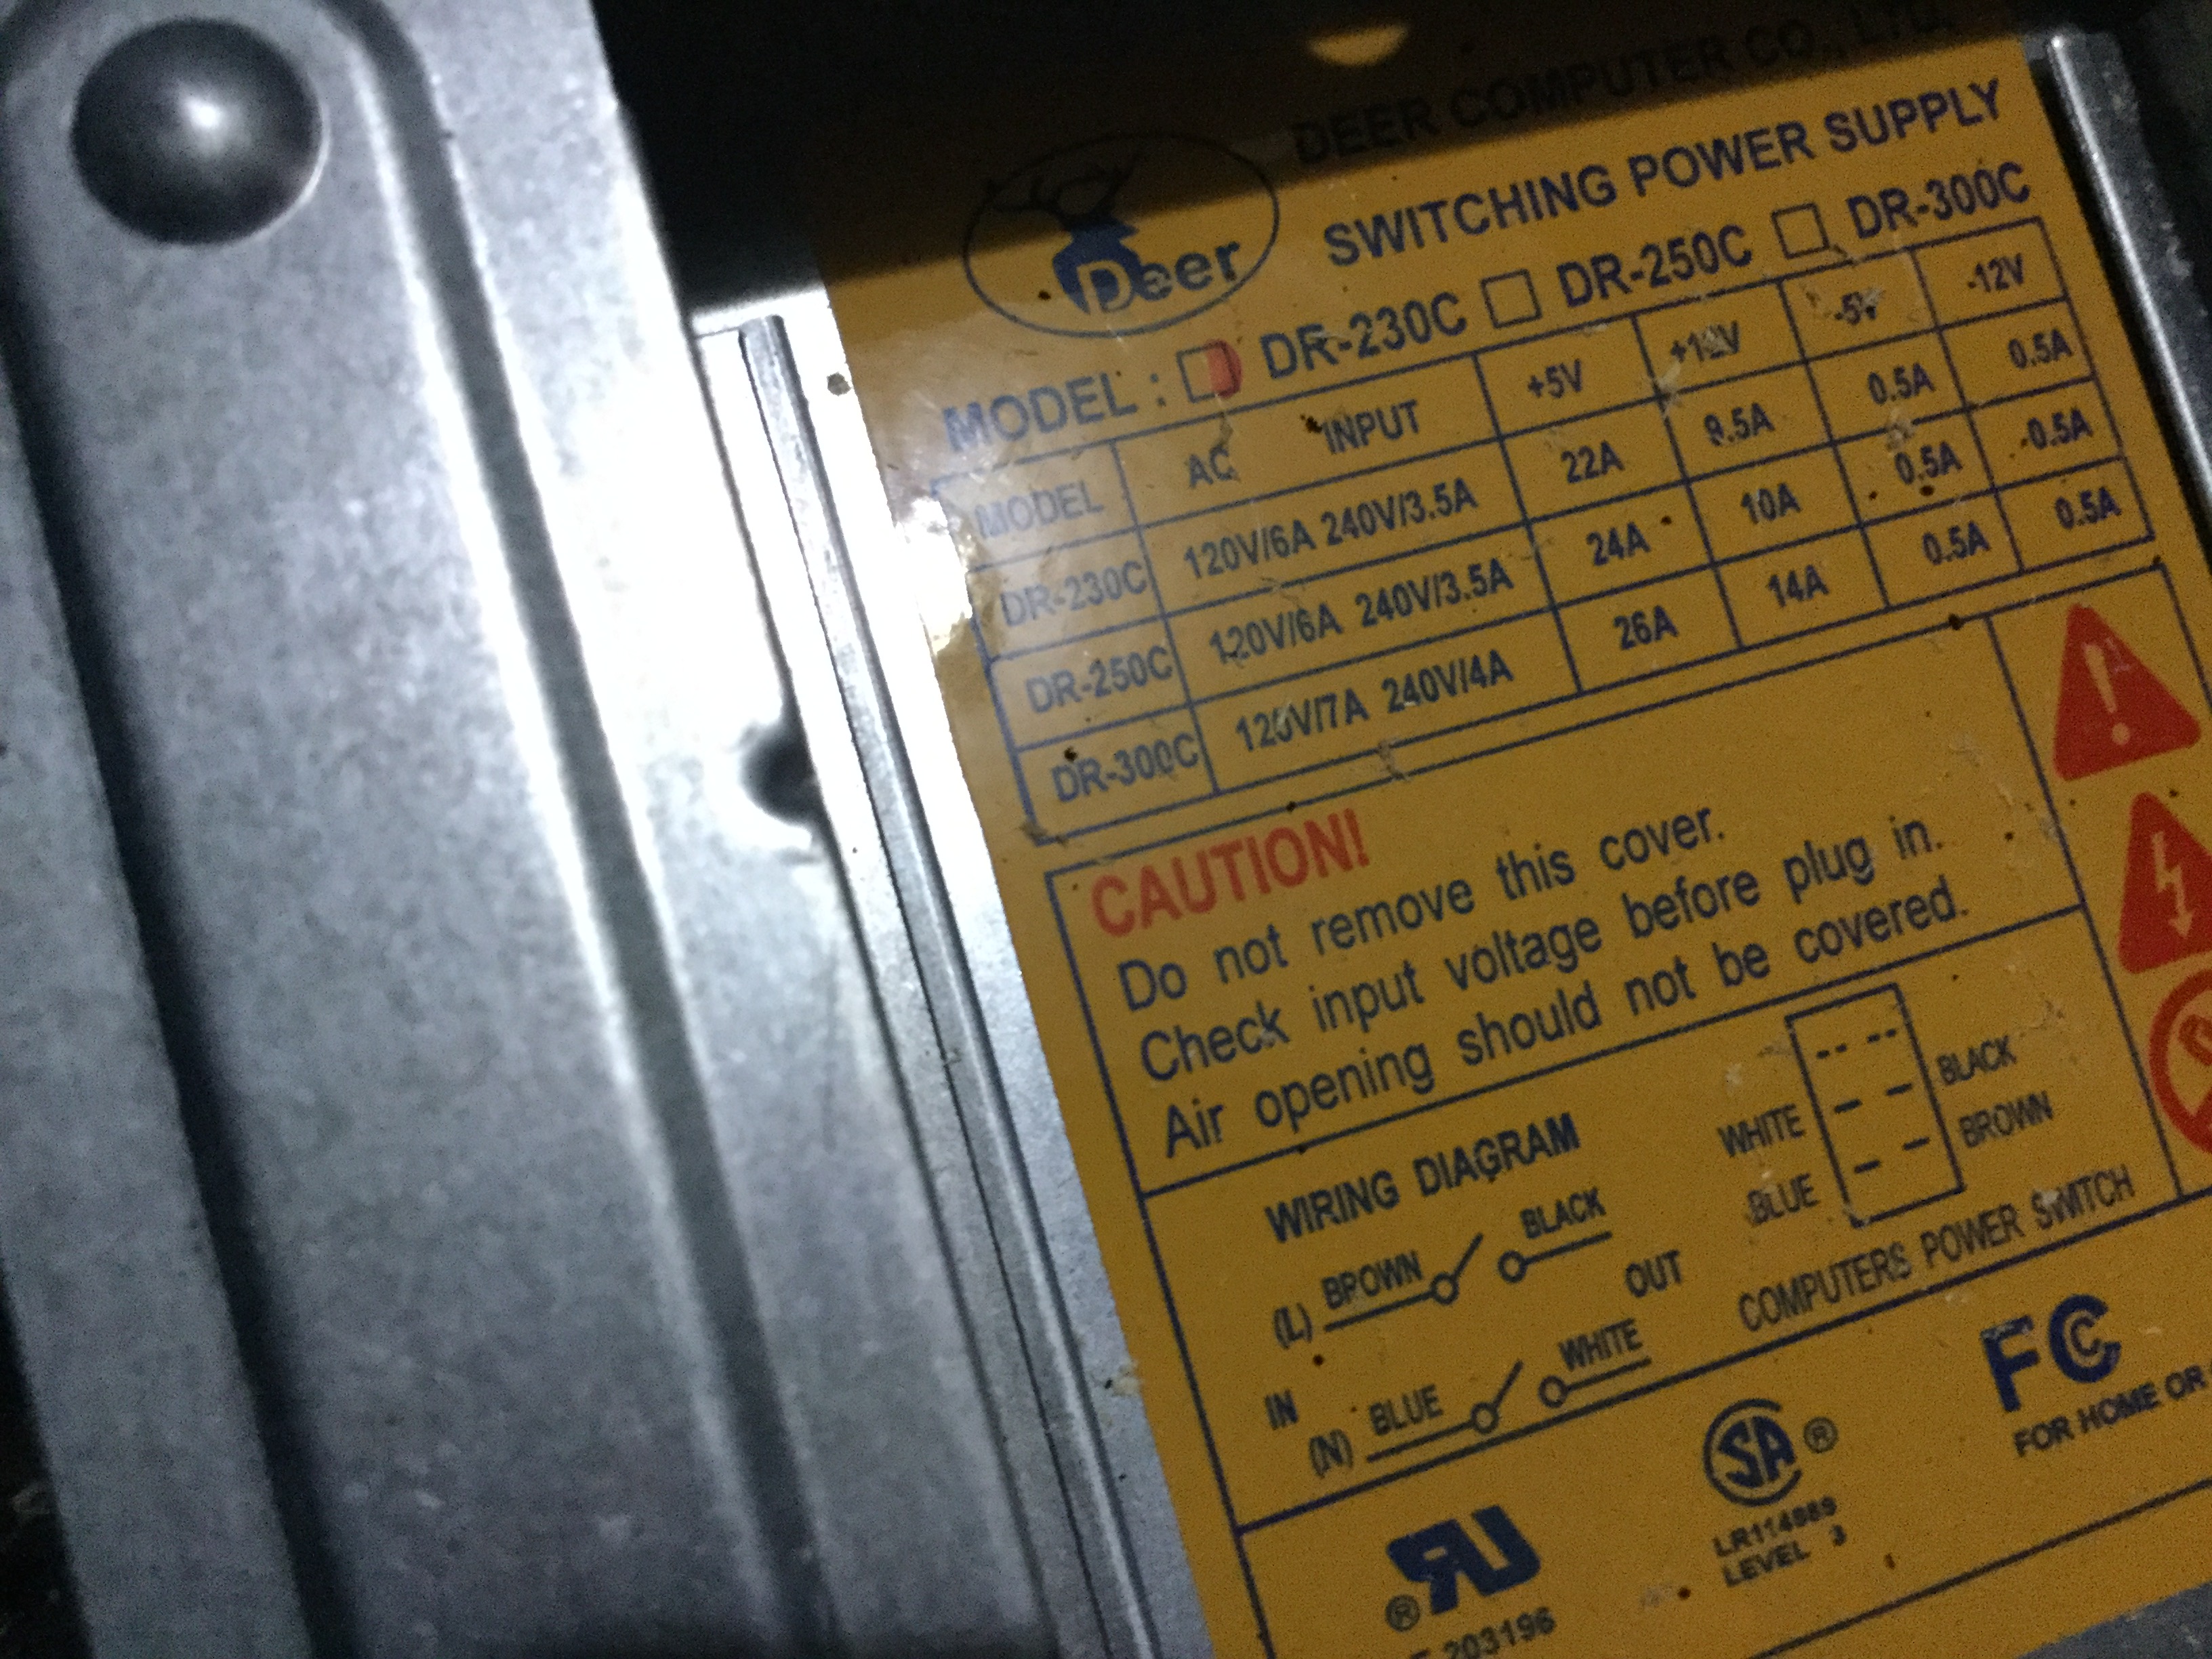 DEER COMPUTER CO., LTD.
Deer
SWITCHING POWER SUPPLY
MODEL : DR-230C DR-250C DR-300C
MODEL AC INPUT +5V +12V -5V -12V
DR-230C 120V/6A 240V/3.5A 22A 9.5A 0.5A 0.5A
DR-250C 120V/6A 240V/3.5A 24A 10A 0.5A 0.5A
DR-300C 120V/7A 240V/4A 26A 14A 0.5A 0.5A
CAUTION!
Do not remove this cover.
Check input voltage before plug in.
Air opening should not be covered.
WIRING DIAGRAM
(L) BROWN BLACK
IN OUT
(N) BLUE WHITE
WHITE BLACK
BLUE BROWN
COMPUTERS POWER SWITCH
RU ®
203196
SA ®
LR114989
LEVEL 3
FC
FOR HOME OR